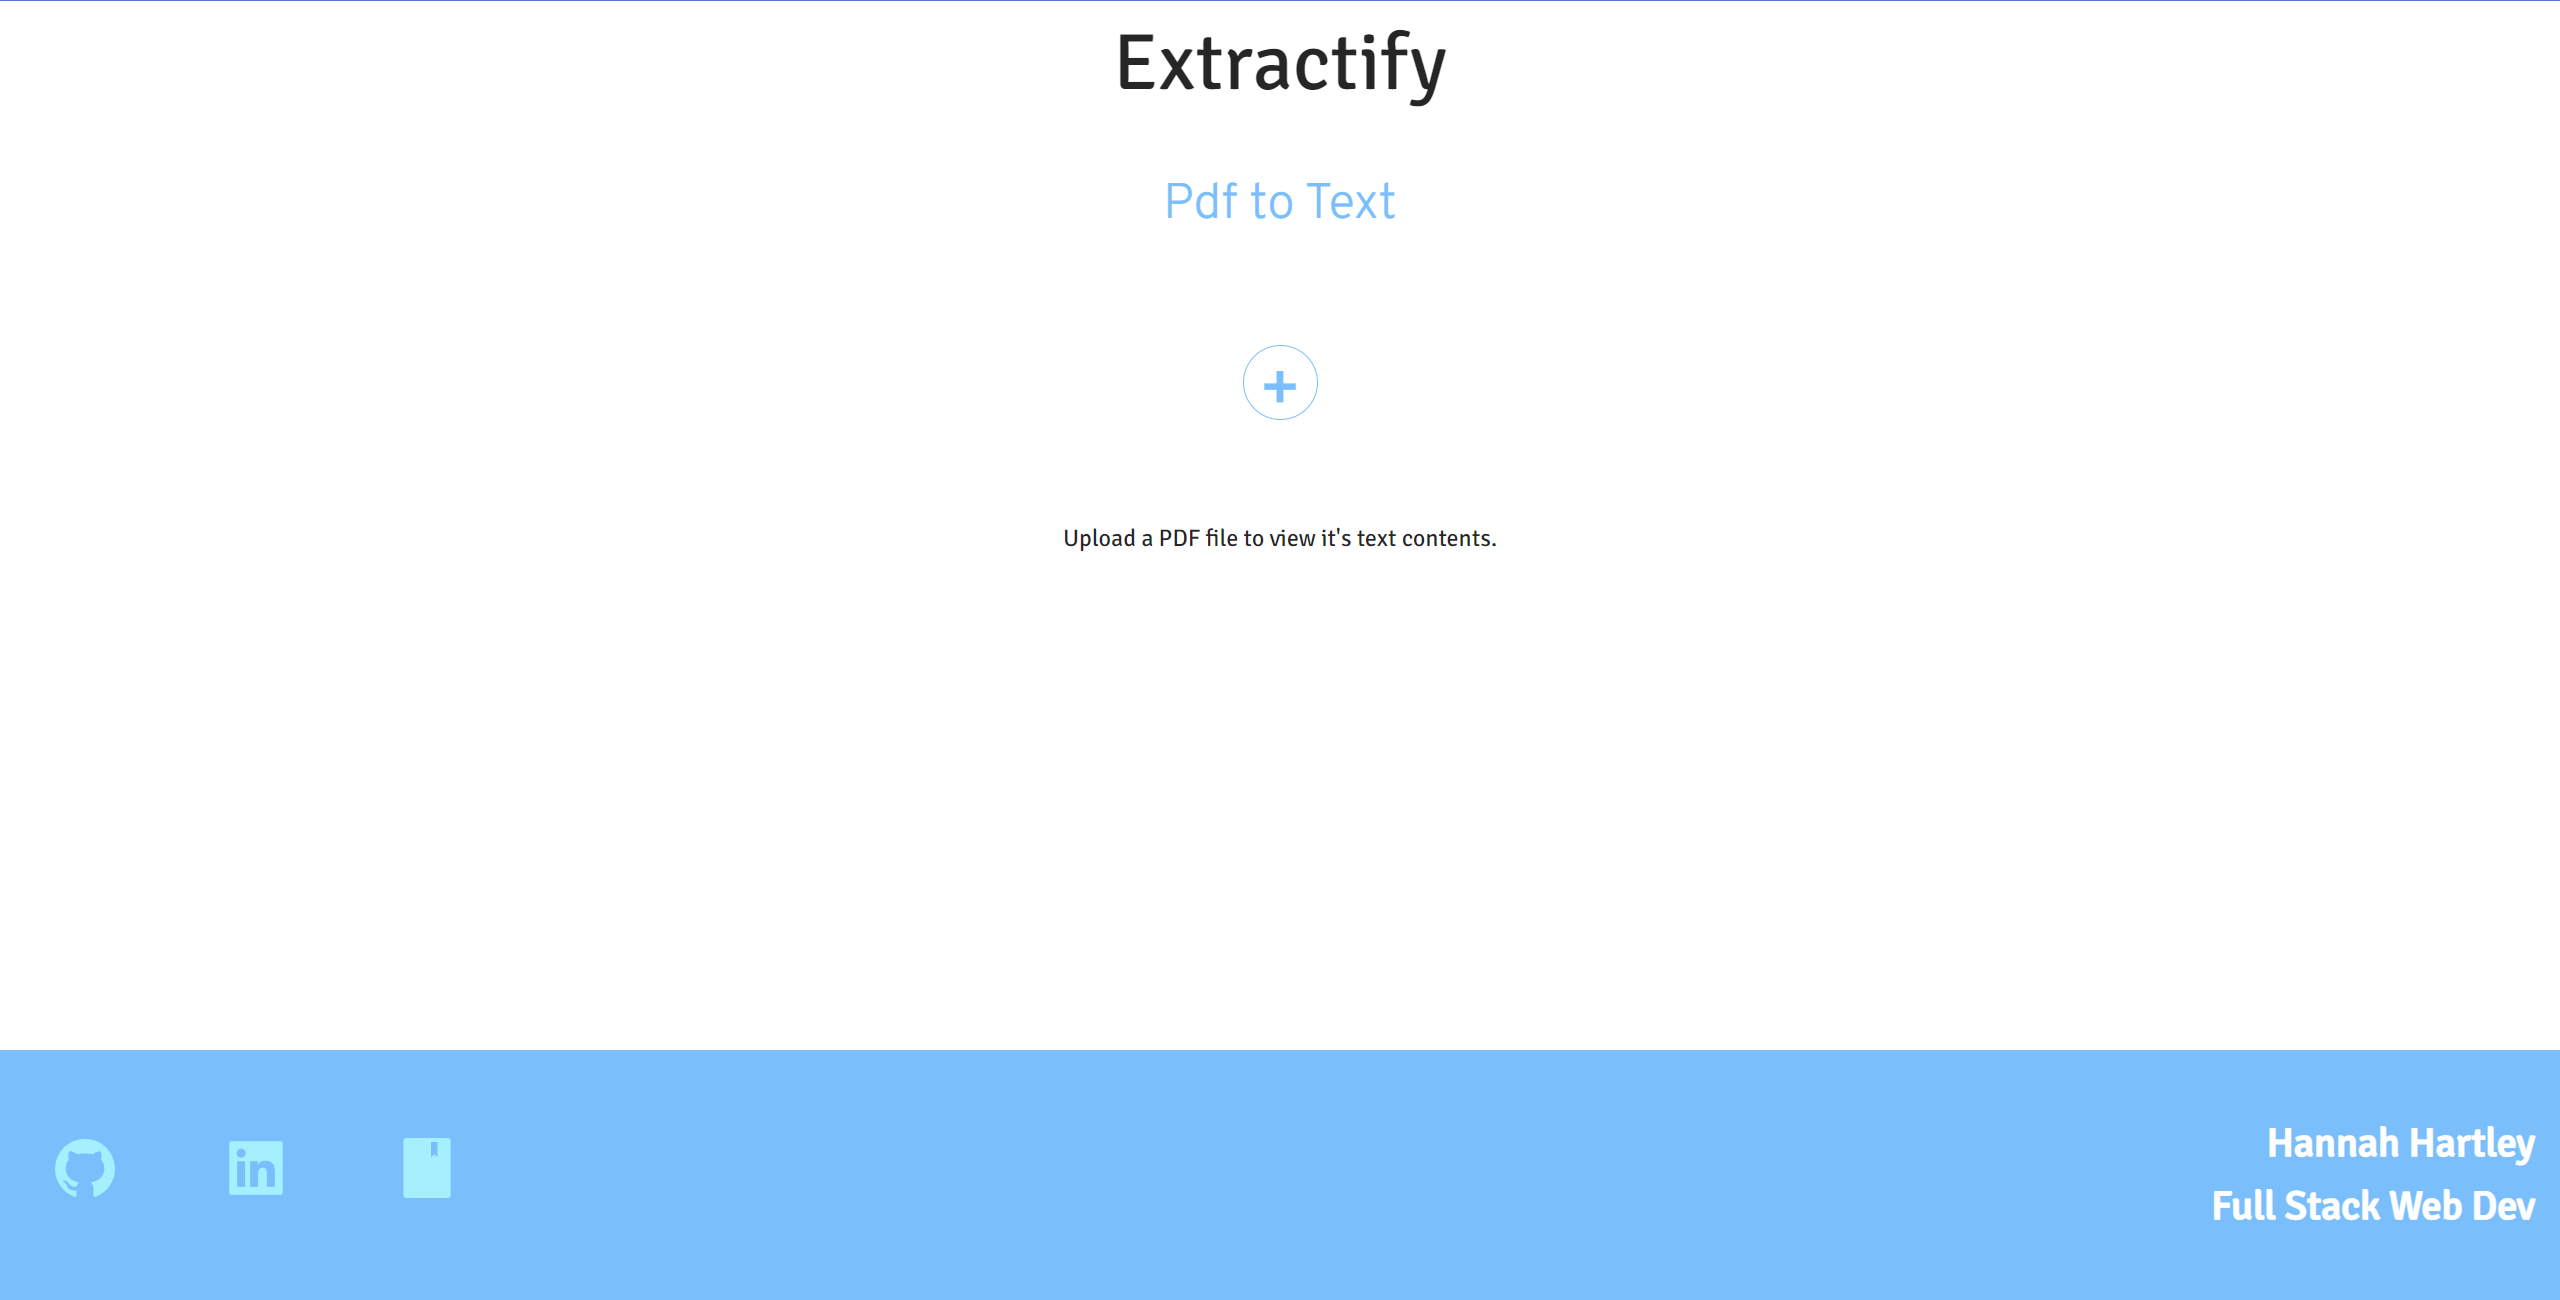 Extractify
Pdf to Text
+
Upload a PDF file to view it's text contents.
in
Hannah Hartley
Full Stack Web Dev